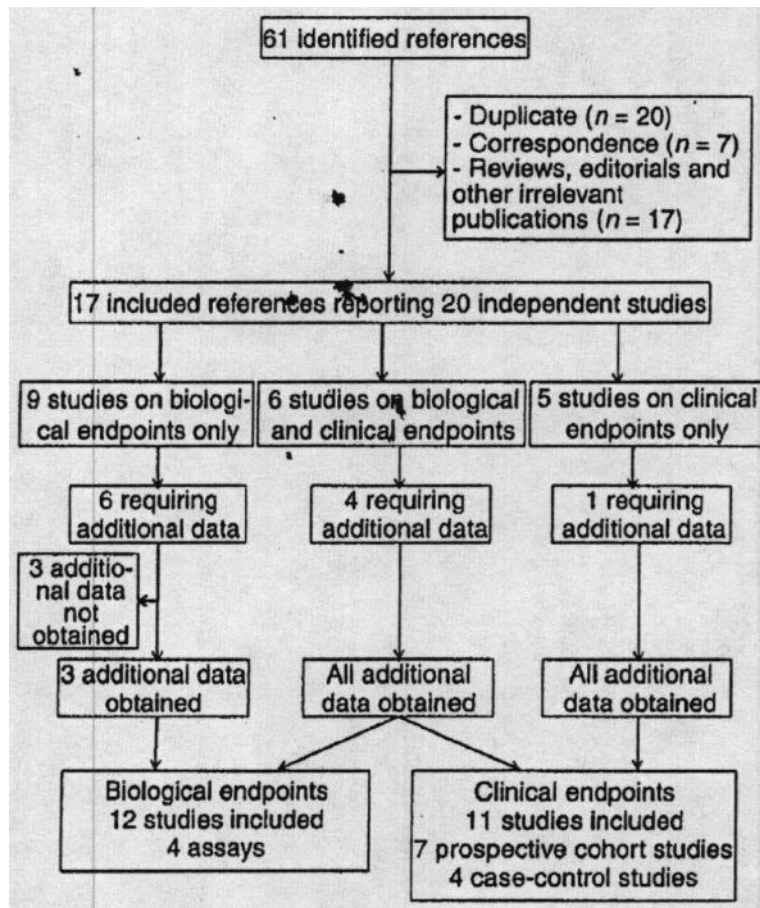 61 identified references
- Duplicate (n = 20)
- Correspondence (n = 7)
- Reviews, editorials and
other irrelevant
publications (n = 17)
17 included references reporting 20 independent studies
9 studies on biologi-
cal endpoints only
6 studies on biological
and clinical endpoints
5 studies on clinical
endpoints only
6 requiring
additional data
4 requiring
additional data
1 requiring
additional data
3 additio-
nal data
not
obtained
3 additional data
obtained
All additional
data obtained
All additional
data obtained
Biological endpoints
12 studies included
4 assays
Clinical endpoints
11 studies included
7 prospective cohort studies
4 case-control studies